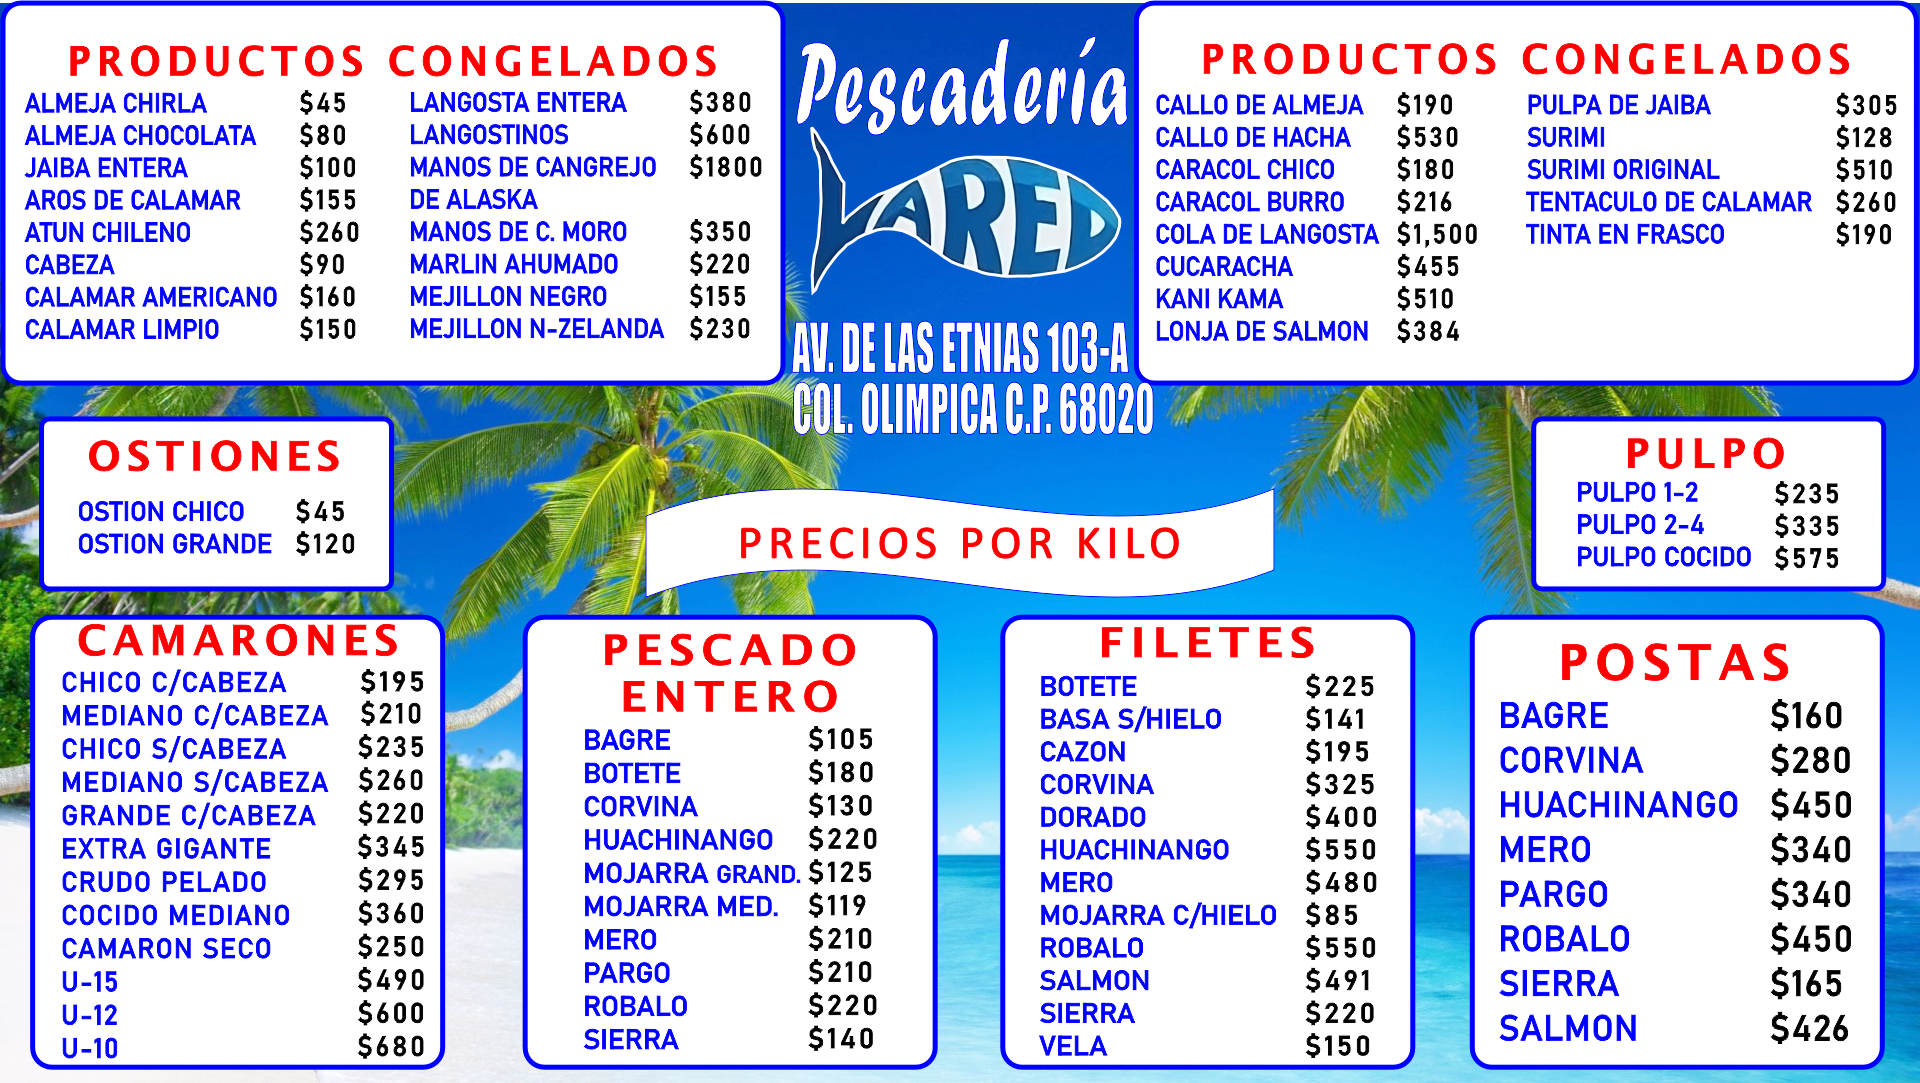 PRODUCTOS CONGELADOS
ALMEJA CHIRLA $45
ALMEJA CHOCOLATA $80
JAIBA ENTERA $100
AROS DE CALAMAR $155
ATUN CHILENO $260
CABEZA $90
CALAMAR AMERICANO $160
CALAMAR LIMPIO $150
LANGOSTA ENTERA $380
LANGOSTINOS $600
MANOS DE CANGREJO $1800
DE ALASKA
MANOS DE C. MORO $350
MARLIN AHUMADO $220
MEJILLON NEGRO $155
MEJILLON N-ZELANDA $230
Pescadería
VARED
AV. DE LAS ETNIAS 103-A
COL. OLIMPICA C.P. 68020
PRODUCTOS CONGELADOS
CALLO DE ALMEJA $190
CALLO DE HACHA $530
CARACOL CHICO $180
CARACOL BURRO $216
COLA DE LANGOSTA $1,500
CUCARACHA $455
KANI KAMA $510
LONJA DE SALMON $384
PULPA DE JAIBA $305
SURIMI $128
SURIMI ORIGINAL $510
TENTACULO DE CALAMAR $260
TINTA EN FRASCO $190
OSTIONES
OSTION CHICO $45
OSTION GRANDE $120
PRECIOS POR KILO
PULPO
PULPO 1-2 $235
PULPO 2-4 $335
PULPO COCIDO $575
CAMARONES
CHICO C/CABEZA $195
MEDIANO C/CABEZA $210
CHICO S/CABEZA $235
MEDIANO S/CABEZA $260
GRANDE C/CABEZA $220
EXTRA GIGANTE $345
CRUDO PELADO $295
COCIDO MEDIANO $360
CAMARON SECO $250
U-15 $490
U-12 $600
U-10 $680
PESCADO
ENTERO
BAGRE $105
BOTETE $180
CORVINA $130
HUACHINANGO $220
MOJARRA GRAND. $125
MOJARRA MED. $119
MERO $210
PARGO $210
ROBALO $220
SIERRA $140
FILETES
BOTETE $225
BASA S/HIELO $141
CAZON $195
CORVINA $325
DORADO $400
HUACHINANGO $550
MERO $480
MOJARRA C/HIELO $85
ROBALO $550
SALMON $491
SIERRA $220
VELA $150
POSTAS
BAGRE $160
CORVINA $280
HUACHINANGO $450
MERO $340
PARGO $340
ROBALO $450
SIERRA $165
SALMON $426